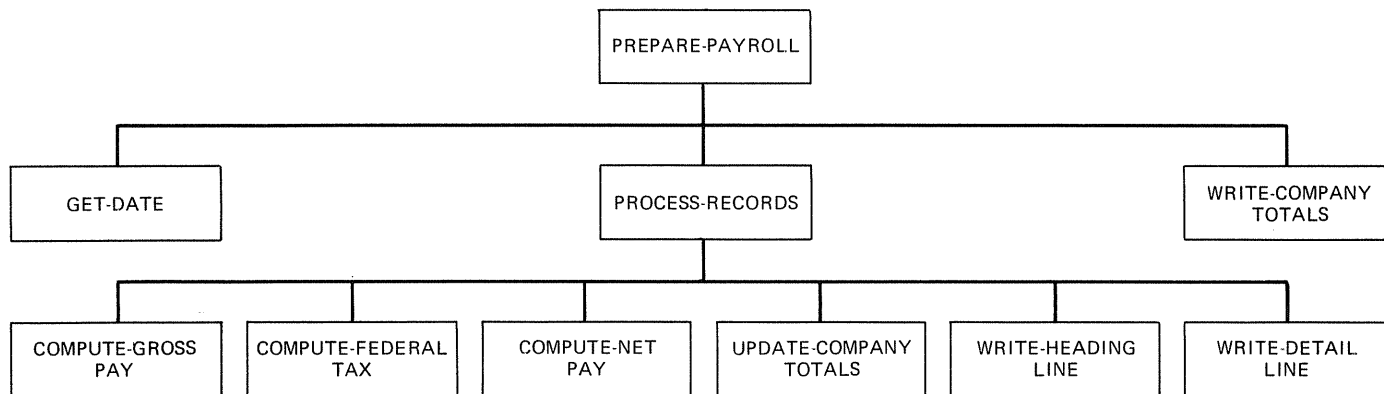 PREPARE-PAYROLL
GET-DATE
PROCESS-RECORDS
WRITE-COMPANY
TOTALS
COMPUTE-GROSS
PAY
COMPUTE-FEDERAL
TAX
COMPUTE-NET
PAY
UPDATE-COMPANY
TOTALS
WRITE-HEADING
LINE
WRITE-DETAIL
LINE